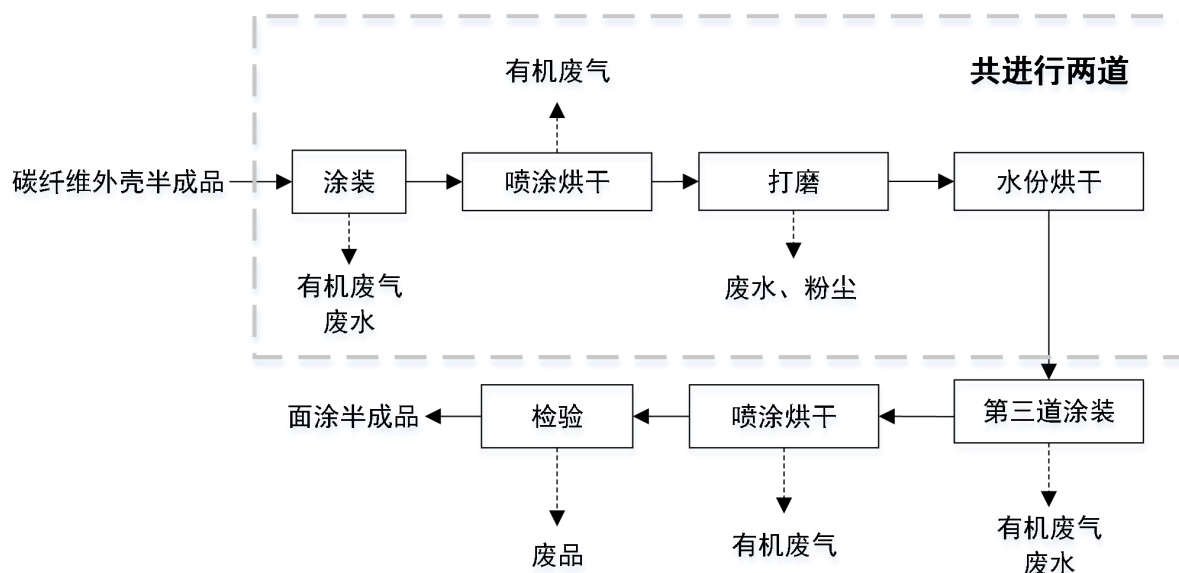 有机废气
共进行两道
碳纤维外壳半成品
涂装
喷涂烘干
打磨
水份烘干
有机废气
废水
废水、粉尘
面涂半成品
检验
喷涂烘干
第三道涂装
废品
有机废气
有机废气
废水